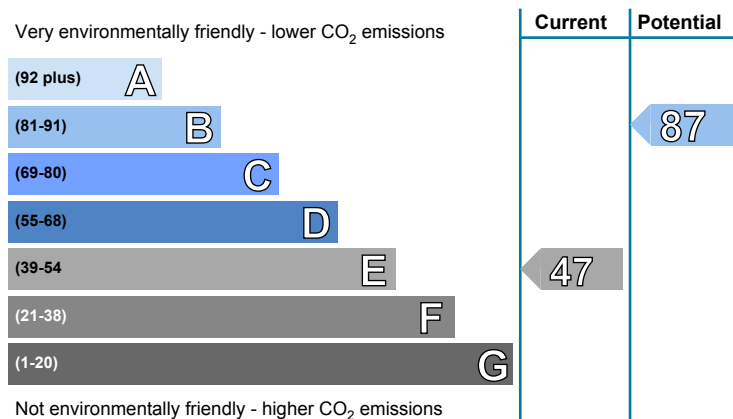 Current Potential
Very environmentally friendly - lower CO₂ emissions
(92 plus) A
(81-91) B
87
(69-80) C
(55-68) D
(39-54 E
47
(21-38) F
(1-20) G
Not environmentally friendly - higher CO₂ emissions